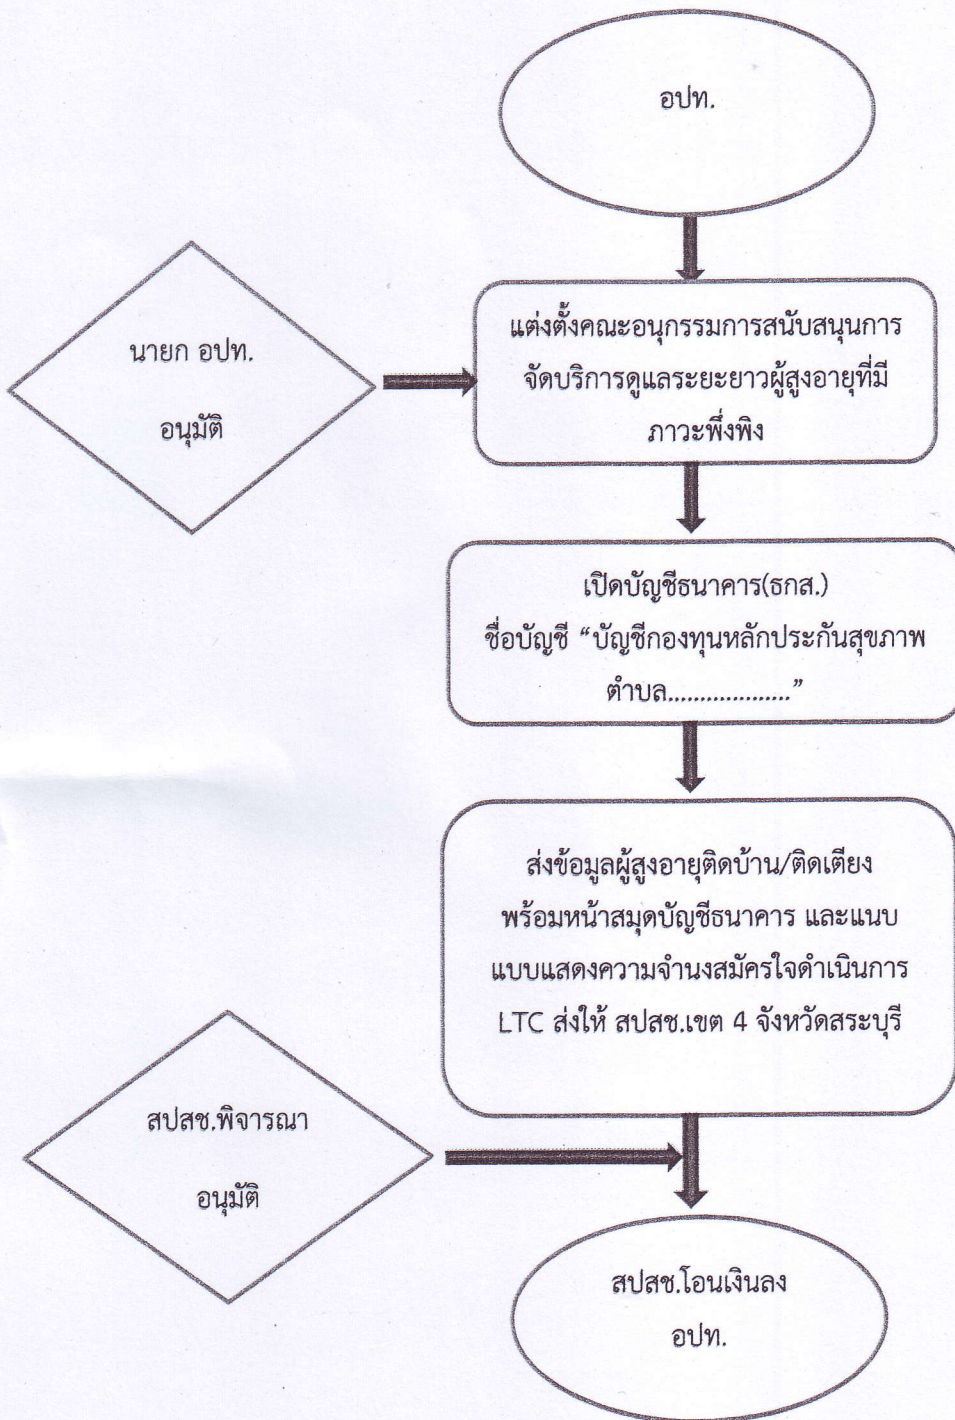 อปท.
นายก อปท.
อนุมัติ
แต่งตั้งคณะอนุกรรมการสนับสนุนการ
จัดบริการดูแลระยะยาวผู้สูงอายุที่มี
ภาวะพึ่งพิง
เปิดบัญชีธนาคาร(ธกส.)
ชื่อบัญชี “บัญชีกองทุนหลักประกันสุขภาพ
ตำบล...................”
ส่งข้อมูลผู้สูงอายุติดบ้าน/ติดเตียง
พร้อมหน้าสมุดบัญชีธนาคาร และแนบ
แบบแสดงความจำนงสมัครใจดำเนินการ
LTC ส่งให้ สปสช.เขต 4 จังหวัดสระบุรี
สปสช.พิจารณา
อนุมัติ
สปสช.โอนเงินลง
อปท.